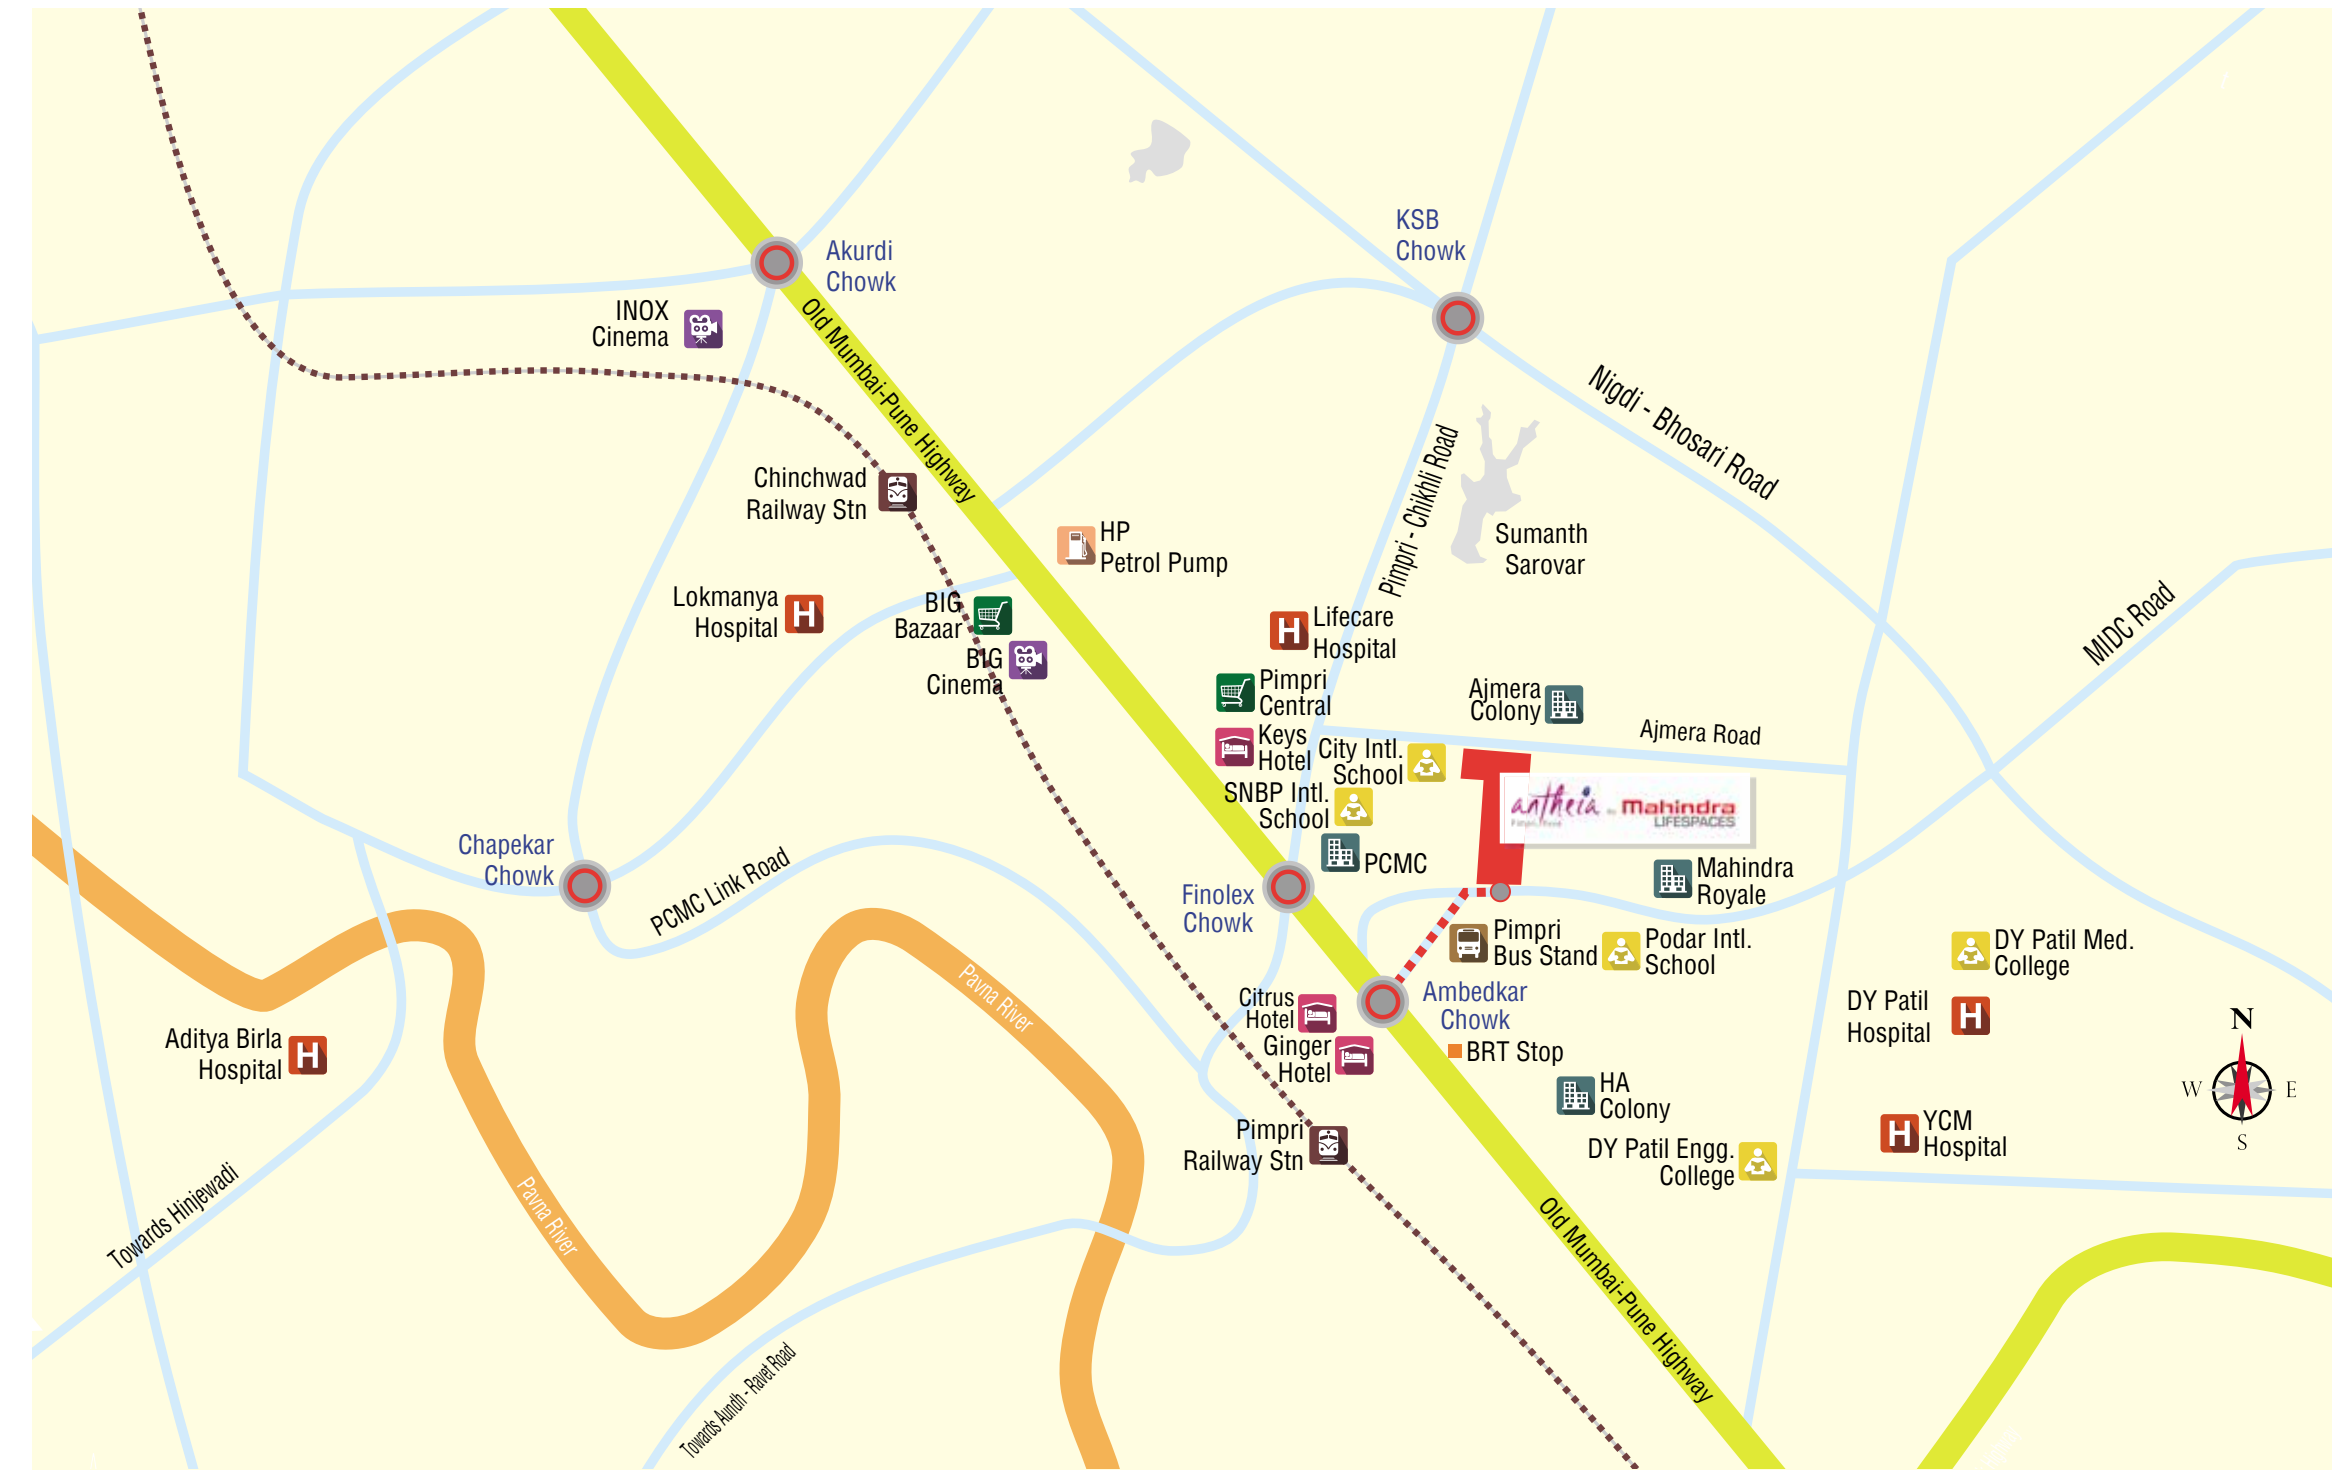 KSB
Chowk
Akurdi
Chowk
INOX
Cinema
Old Mumbai-Pune Highway
Nigdi - Bhosari Road
Pimpri - Chikhli Road
Chinchwad
Railway Stn
HP
Petrol Pump
Sumanth
Sarovar
Lokmanya
Hospital
BIG
Bazaar
BIG
Cinema
Lifecare
Hospital
MIDC Road
Pimpri
Central
Ajmera
Colony
Ajmera Road
Keys
Hotel
City Intl.
School
SNBP Intl.
School
antheia by Mahindra
LIFESPACES
PCMC
Chapekar
Chowk
PCMC Link Road
Mahindra
Royale
Finolex
Chowk
Pimpri
Bus Stand
Podar Intl.
School
DY Patil Med.
College
Pavna River
Citrus
Hotel
Ambedkar
Chowk
DY Patil
Hospital
Ginger
Hotel
BRT Stop
Aditya Birla
Hospital
HA
Colony
N
W
E
S
Pimpri
Railway Stn
YCM
Hospital
DY Patil Engg.
College
Towards Hinjewadi
Pavna River
Old Mumbai-Pune Highway
Towards Aundh - Ravet Road